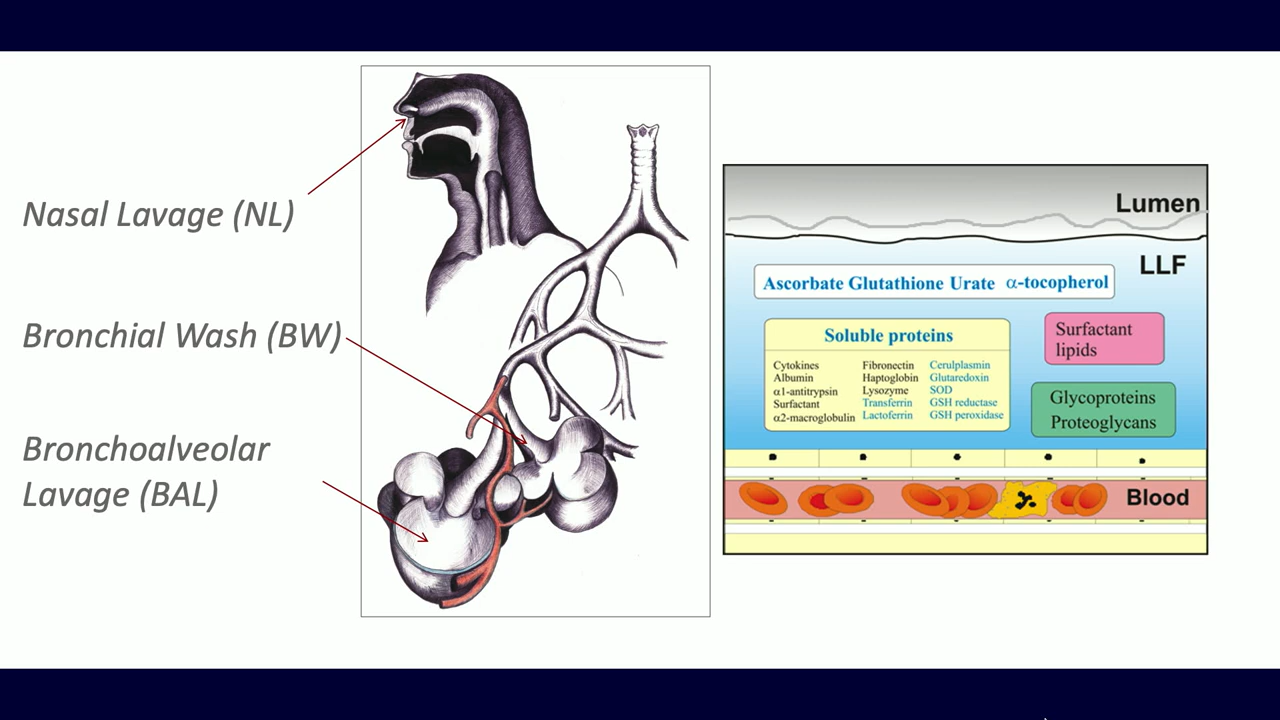 Nasal Lavage (NL)
Bronchial Wash (BW)
Bronchoalveolar
Lavage (BAL)
Lumen
LLF
Ascorbate Glutathione Urate α-tocopherol
Soluble proteins
Cytokines
Albumin
α1-antitrypsin
Surfactant
α2-macroglobulin
Fibronectin
Haptoglobin
Lysozyme
Transferrin
Lactoferrin
Cerulplasmin
Glutaredoxin
SOD
GSH reductase
GSH peroxidase
Surfactant
lipids
Glycoproteins
Proteoglycans
Blood